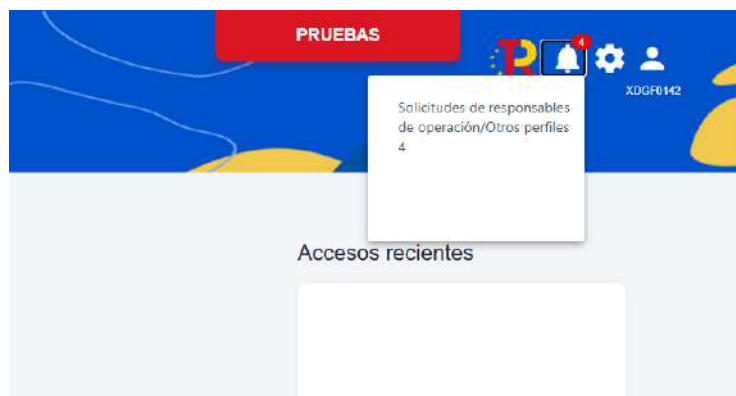 PRUEBAS
4
XDGF0142
Solicitudes de responsables
de operación/Otros perfiles
4
Accesos recientes